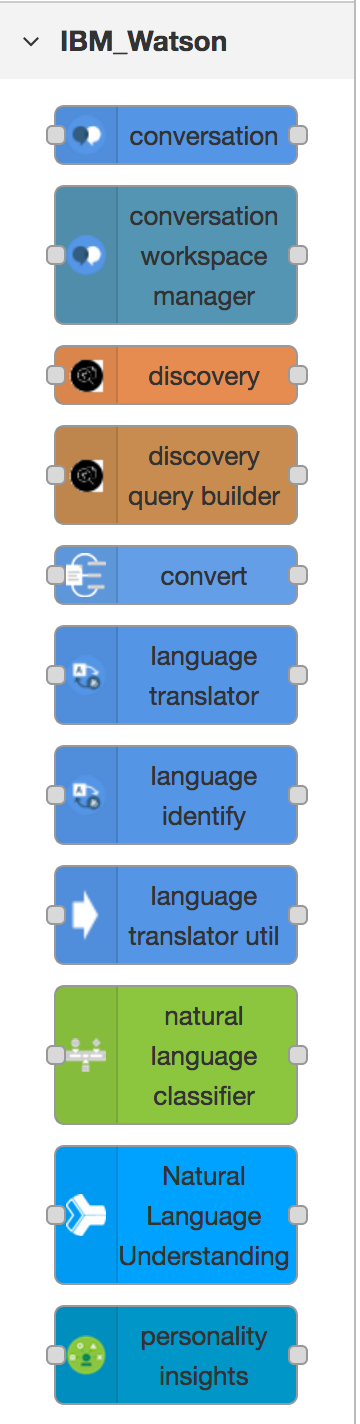 IBM_Watson
conversation
conversation
workspace
manager
discovery
discovery
query builder
convert
language
translator
language
identify
language
translator util
natural
language
classifier
Natural
Language
Understanding
personality
insights